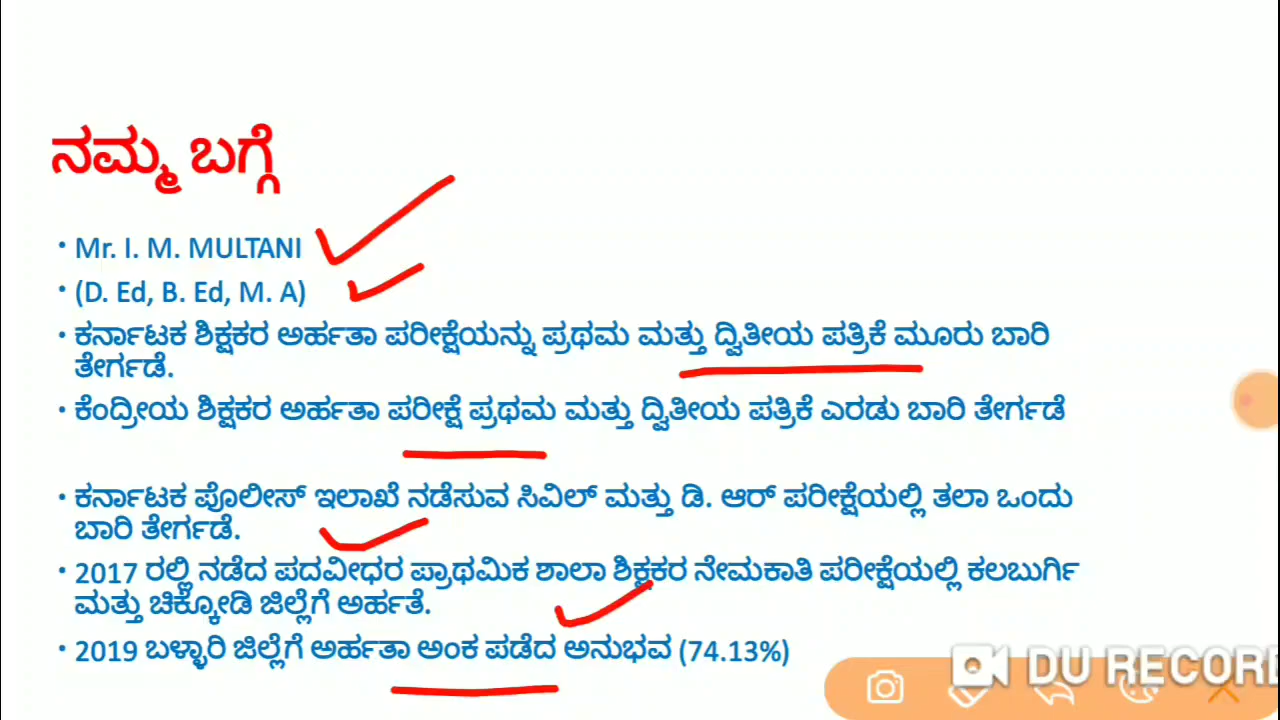 ನಮ್ಮ ಬಗ್ಗೆ
• Mr. I. M. MULTANI
• (D. Ed, B. Ed, M. A)
• ಕರ್ನಾಟಕ ಶಿಕ್ಷಕರ ಅರ್ಹತಾ ಪರೀಕ್ಷೆಯನ್ನು ಪ್ರಥಮ ಮತ್ತು ದ್ವಿತೀಯ ಪತ್ರಿಕೆ ಮೂರು ಬಾರಿ
ತೇರ್ಗಡೆ.
• ಕೆಂದ್ರೀಯ ಶಿಕ್ಷಕರ ಅರ್ಹತಾ ಪರೀಕ್ಷೆ ಪ್ರಥಮ ಮತ್ತು ದ್ವಿತೀಯ ಪತ್ರಿಕೆ ಎರಡು ಬಾರಿ ತೇರ್ಗಡೆ
• ಕರ್ನಾಟಕ ಪೊಲೀಸ್ ಇಲಾಖೆ ನಡೆಸುವ ಸಿವಿಲ್ ಮತ್ತು ಡಿ. ಆರ್ ಪರೀಕ್ಷೆಯಲ್ಲಿ ತಲಾ ಒಂದು
ಬಾರಿ ತೇರ್ಗಡೆ.
• 2017 ರಲ್ಲಿ ನಡೆದ ಪದವೀಧರ ಪ್ರಾಥಮಿಕ ಶಾಲಾ ಶಿಕ್ಷಕರ ನೇಮಕಾತಿ ಪರೀಕ್ಷೆಯಲ್ಲಿ ಕಲಬುರ್ಗಿ
ಮತ್ತು ಚಿಕ್ಕೋಡಿ ಜಿಲ್ಲೆಗೆ ಅರ್ಹತೆ.
• 2019 ಬಳ್ಳಾರಿ ಜಿಲ್ಲೆಗೆ ಅರ್ಹತಾ ಅಂಕ ಪಡೆದ ಅನುಭವ (74.13%)
DU RECORD